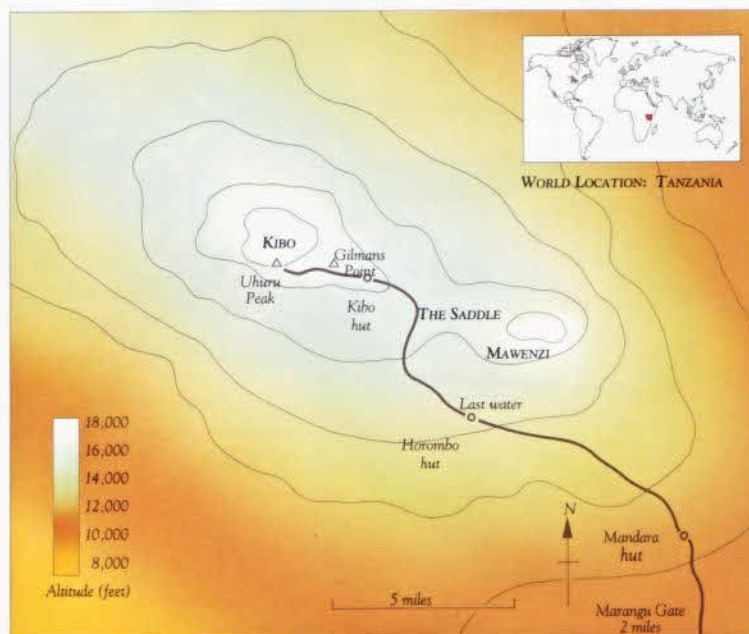 WORLD LOCATION: TANZANIA
KIBO
Gilmans
Point
Uhuru
Peak
Kibo
hut
THE SADDLE
MAWENZI
Last water
Horombo
hut
18,000
16,000
14,000
12,000
10,000
8,000
Altitude (feet)
N
Mandara
hut
5 miles
Marangu Gate
2 miles